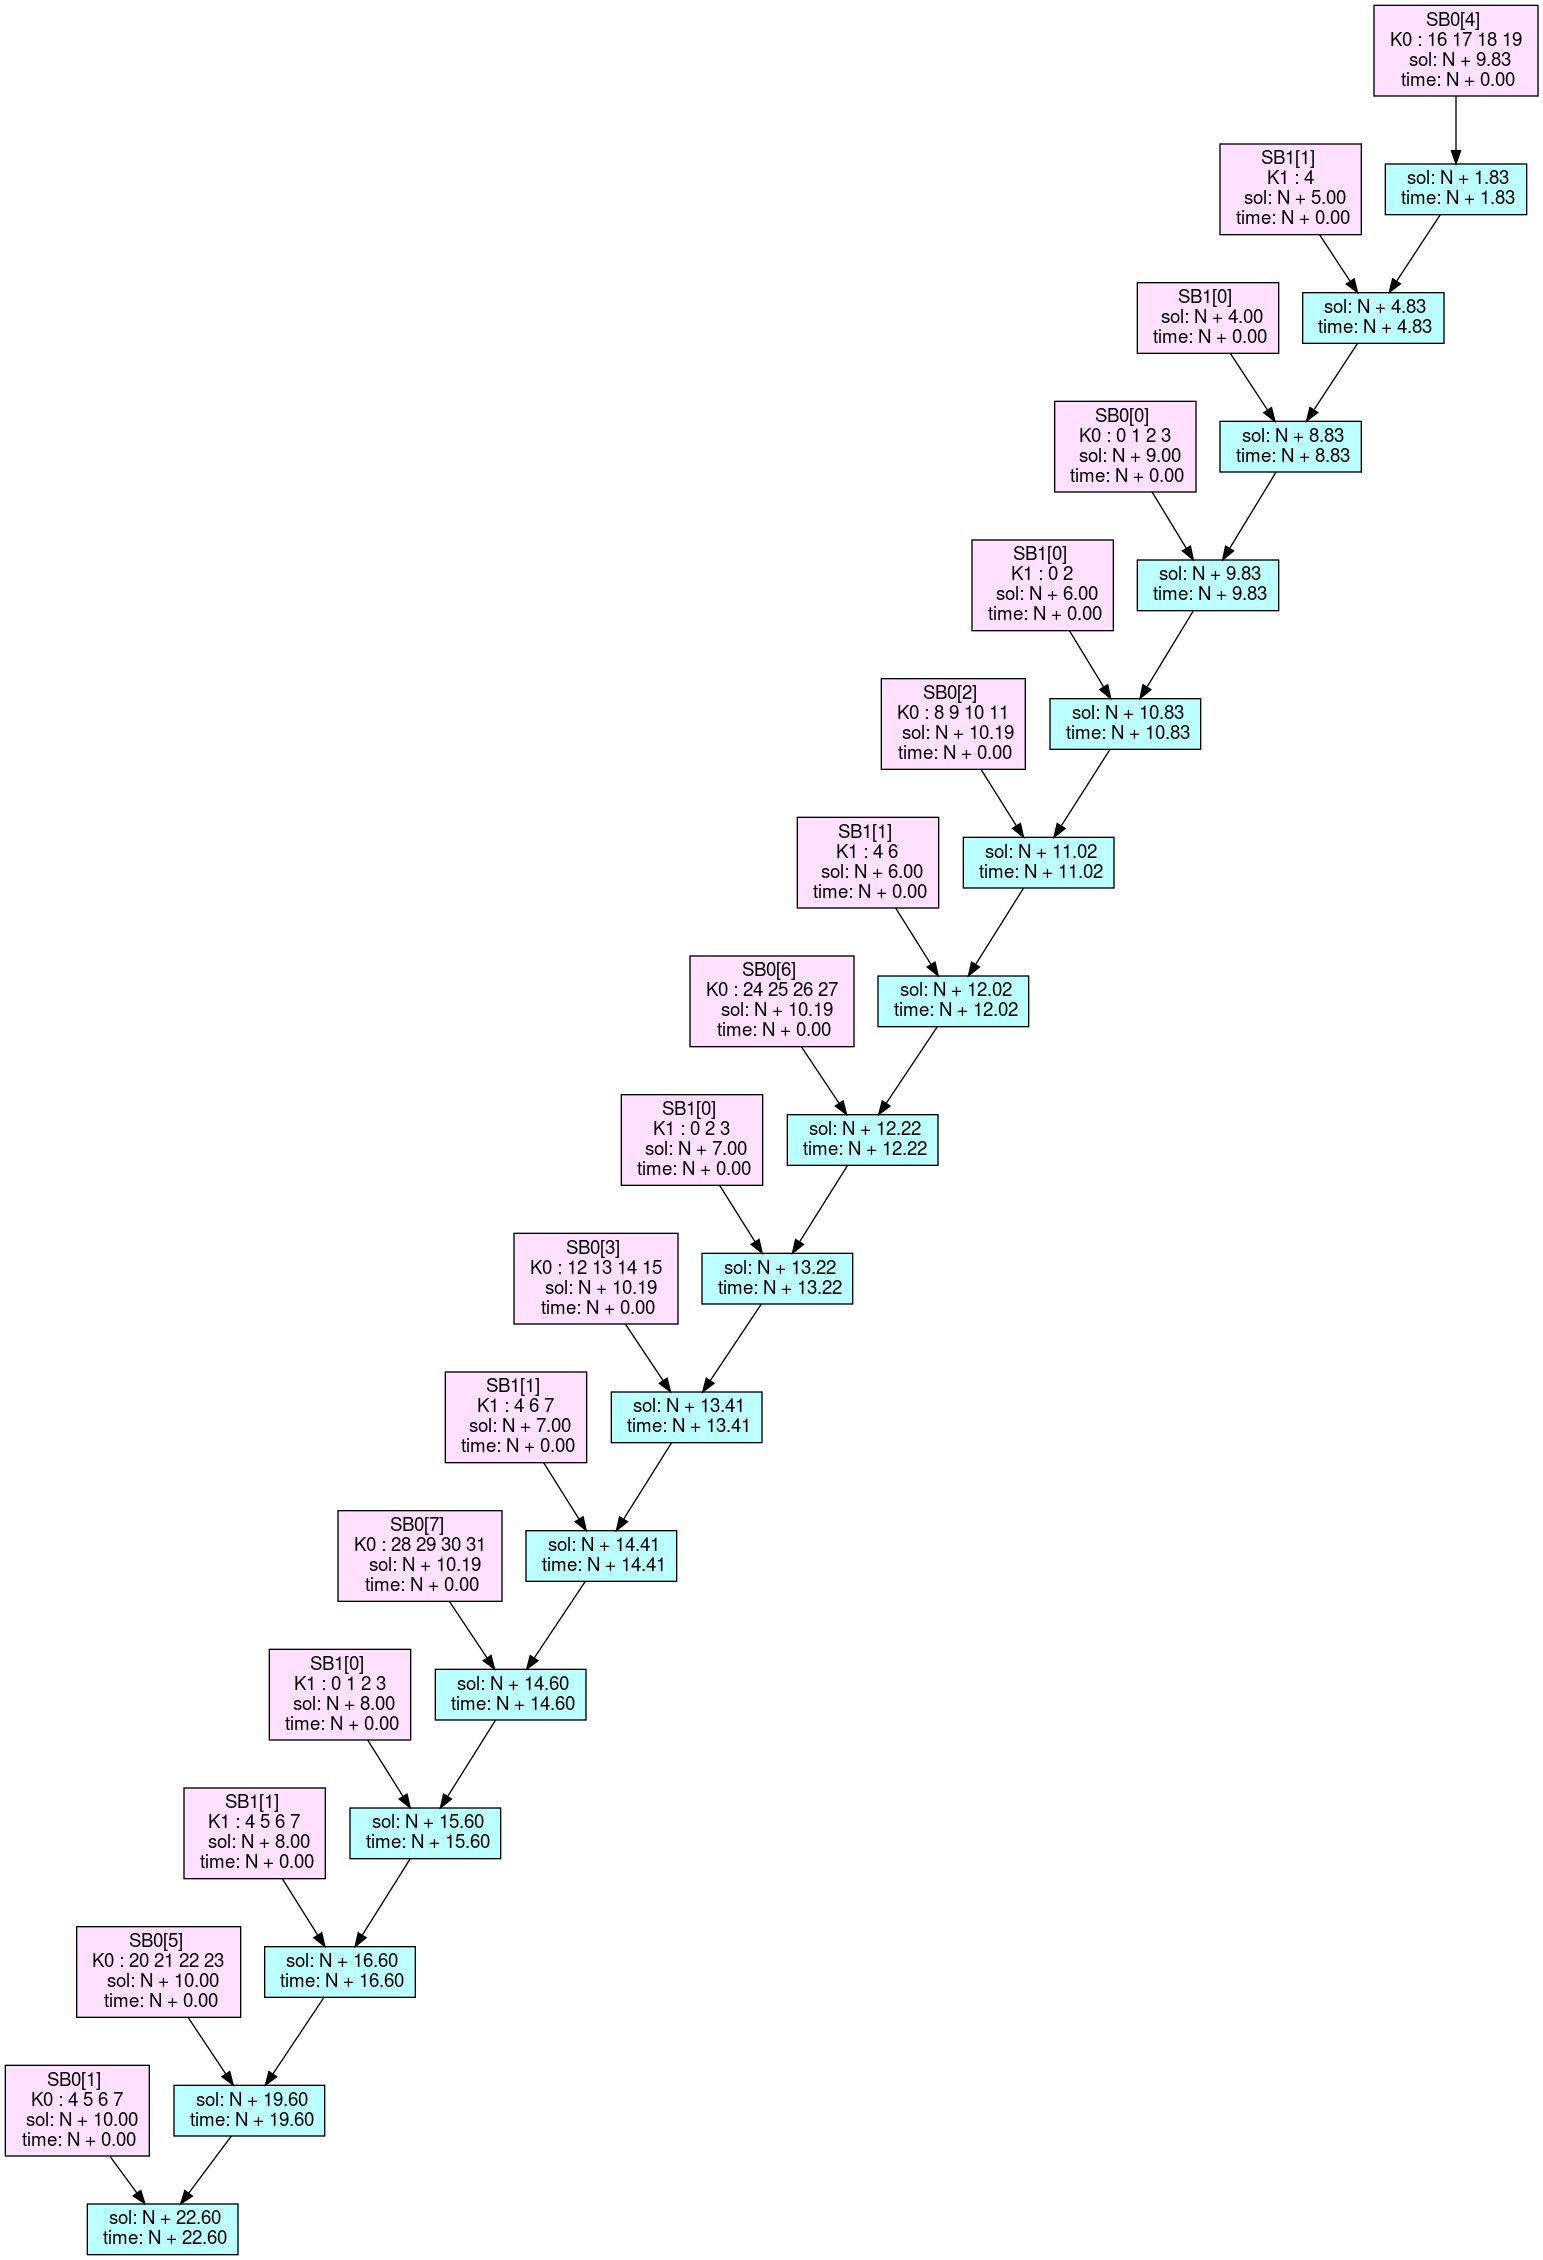 SB0[4]
K0 : 16 17 18 19
sol: N + 9.83
time: N + 0.00
SB1[1]
K1 : 4
sol: N + 5.00
time: N + 0.00
sol: N + 1.83
time: N + 1.83
SB1[0]
sol: N + 4.00
time: N + 0.00
sol: N + 4.83
time: N + 4.83
SB0[0]
K0 : 0 1 2 3
sol: N + 9.00
time: N + 0.00
sol: N + 8.83
time: N + 8.83
SB1[0]
K1 : 0 2
sol: N + 6.00
time: N + 0.00
sol: N + 9.83
time: N + 9.83
SB0[2]
K0 : 8 9 10 11
sol: N + 10.19
time: N + 0.00
sol: N + 10.83
time: N + 10.83
SB1[1]
K1 : 4 6
sol: N + 6.00
time: N + 0.00
sol: N + 11.02
time: N + 11.02
SB0[6]
K0 : 24 25 26 27
sol: N + 10.19
time: N + 0.00
sol: N + 12.02
time: N + 12.02
SB1[0]
K1 : 0 2 3
sol: N + 7.00
time: N + 0.00
sol: N + 12.22
time: N + 12.22
SB0[3]
K0 : 12 13 14 15
sol: N + 10.19
time: N + 0.00
sol: N + 13.22
time: N + 13.22
SB1[1]
K1 : 4 6 7
sol: N + 7.00
time: N + 0.00
sol: N + 13.41
time: N + 13.41
SB0[7]
K0 : 28 29 30 31
sol: N + 10.19
time: N + 0.00
sol: N + 14.41
time: N + 14.41
SB1[0]
K1 : 0 1 2 3
sol: N + 8.00
time: N + 0.00
sol: N + 14.60
time: N + 14.60
SB1[1]
K1 : 4 5 6 7
sol: N + 8.00
time: N + 0.00
sol: N + 15.60
time: N + 15.60
SB0[5]
K0 : 20 21 22 23
sol: N + 10.00
time: N + 0.00
sol: N + 16.60
time: N + 16.60
SB0[1]
K0 : 4 5 6 7
sol: N + 10.00
time: N + 0.00
sol: N + 19.60
time: N + 19.60
sol: N + 22.60
time: N + 22.60